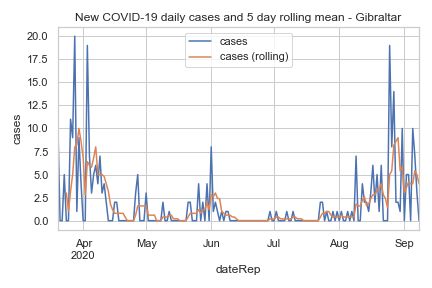 New COVID-19 daily cases and 5 day rolling mean - Gibraltar
cases
cases (rolling)
20.0
17.5
15.0
12.5
10.0
7.5
5.0
2.5
0.0
cases
Apr
2020
May
Jun
Jul
Aug
Sep
dateRep